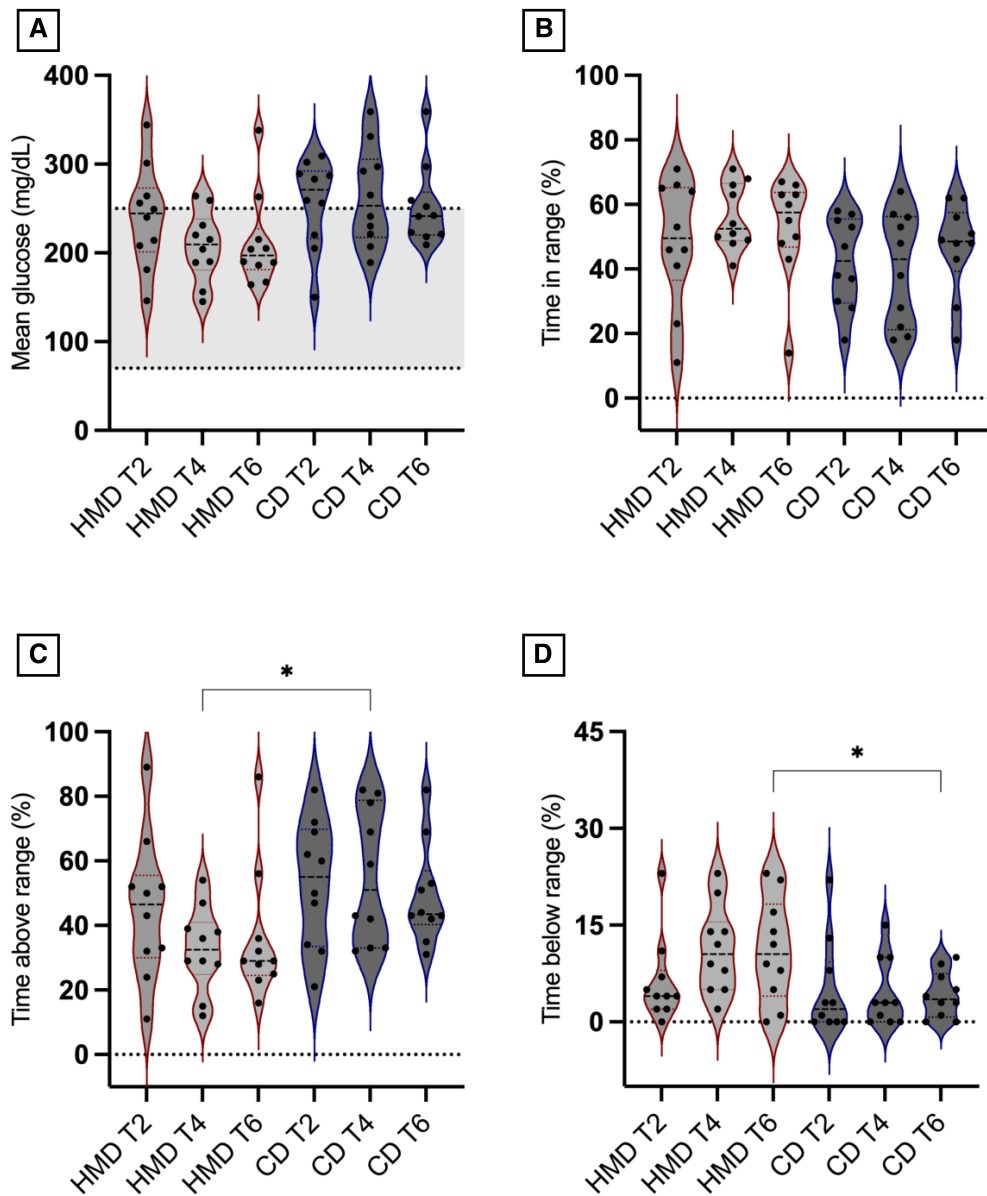 A
Mean glucose (mg/dL)
400
300
200
100
0
HMD T2
HMD T4
HMD T6
CD T2
CD T4
CD T6
B
Time in range (%)
100
80
60
40
20
0
HMD T2
HMD T4
HMD T6
CD T2
CD T4
CD T6
C
Time above range (%)
*
100
80
60
40
20
0
HMD T2
HMD T4
HMD T6
CD T2
CD T4
CD T6
D
Time below range (%)
*
45
30
15
0
HMD T2
HMD T4
HMD T6
CD T2
CD T4
CD T6